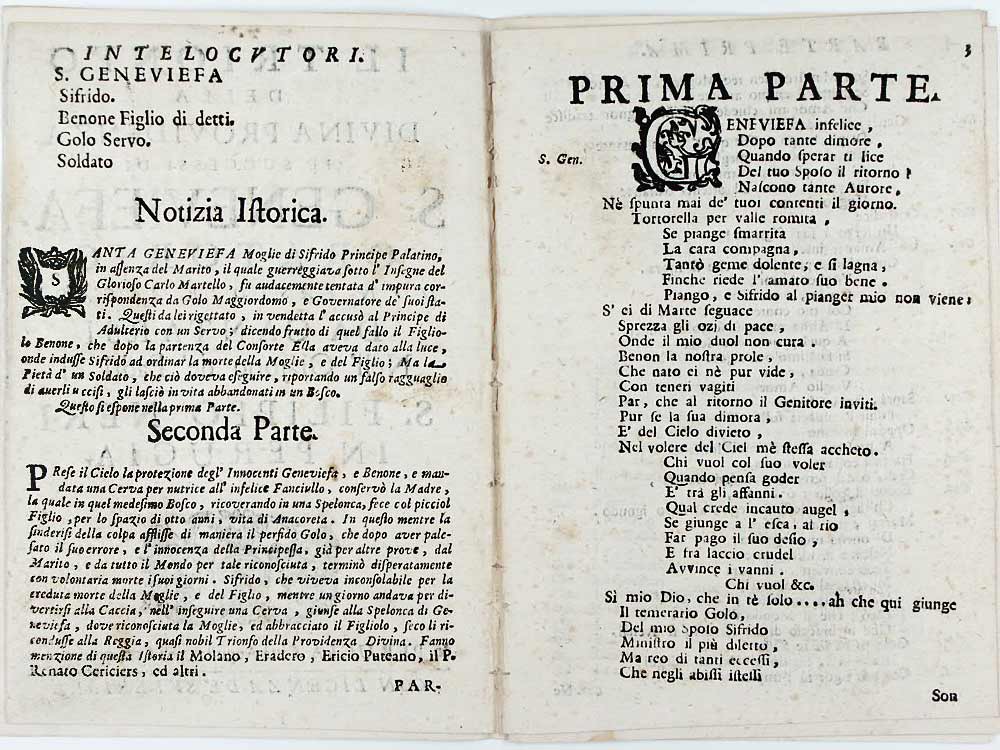 INTELOCVTORI.
S. GENEVIEFA
Sifrido.
Benone Figlio di detti.
Golo Servo.
Soldato
Notizia Istorica.
SANTA GENEVIEFA Moglie di Sifrido Principe Palatino,
in assenza del Marito, il quale guerreggiava sotto l' Insegne del
Glorioso Carlo Martello, fu audacemente tentata d' impura cor-
rispondenza da Golo Maggiordomo, e Governatore de' suoi sta-
ti. Questi da lei rigettato, in vendetta l' accusò al Principe di
Adulterio con un Servo; dicendo frutto di quel fallo il Figlio-
lo Benone, che dopo la partenza del Consorte Ella aveva dato alla luce,
onde indusse Sifrido ad ordinar la morte della Moglie, e del Figlio; Ma la
Pietà d' un Soldato, che ciò doveva eseguire, riportando un falso ragguaglio
di averli uccisi, gli lasciò in vita abbandonati in un Bosco.
Questo si espone nella prima Parte.
Seconda Parte.
PRese il Cielo la protezione degl' Innocenti Geneviefa, e Benone, e man-
data una Cerva per nutrice all' infelice Fanciullo, conservò la Madre,
la quale in quel medesimo Bosco, ricoverando in una Spelonca, fece col picciol
Figlio, per lo spazio di otto anni, vita di Anacoreta. In questo mentre la
sinderisi della colpa afflisse di maniera il perfido Golo, che dopo aver pale-
sato il suo errore, e l' innocenza della Principessa, già per altre prove, dal
Marito, e da tutto il Mondo per tale riconosciuta, terminò disperatamente
con volontaria morte i suoi giorni. Sifrido, che viveva inconsolabile per la
creduta morte della Moglie, e del Figlio, mentre un giorno andava per di-
vertirsi alla Caccia, nell' inseguire una Cerva, giunse alla Spelonca di Ge-
neviefa, dove riconosciuta la Moglie, ed abbracciato il Figliolo, seco li ri-
condusse alla Reggia, quasi nobil Trionfo della Providenza Divina. Fanno
menzione di questa Istoria il Molano, Eradero, Ericio Puteano, il P.
Renato Cericiers, ed altri.
PAR-
3
PRIMA PARTE.
S. Gen.
GENEVIEFA infelice,
Dopo tante dimore,
Quando sperar ti lice
Del tuo Sposo il ritorno?
Nascono tante Aurore,
Nè spunta mai de' tuoi contenti il giorno.
Tortorella per valle romita,
Se piange smarrita
La cara compagna,
Tanto geme dolente, e si lagna,
Finche riede l' amato suo bene.
Piango, e Sifrido al pianger mio non viene.
S' ei di Marte seguace
Sprezza gli ozj di pace,
Onde il mio duol non cura.
Benon la nostra prole,
Che nato ei nè pur vide,
Con teneri vagiti
Par, che al ritorno il Genitore inviti.
Pur se la sua dimora,
E' del Cielo divieto,
Nel volere del Ciel mè stessa accheto.
Chi vuol col suo voler
Quando pensa goder
E' trà gli affanni.
Qual crede incauto augel,
Se giunge a l' esca, al rio
Far pago il suo desio,
E frà laccio crudel
Avvince i vanni.
Chi vuol &c.
Sì mio Dio, che in tè solo....ah che qui giunge
Il temerario Golo,
Del mio Sposo Sifrido
Ministro il più diletto,
Ma reo di tanti eccessi,
Che negli abissi istessi
Son